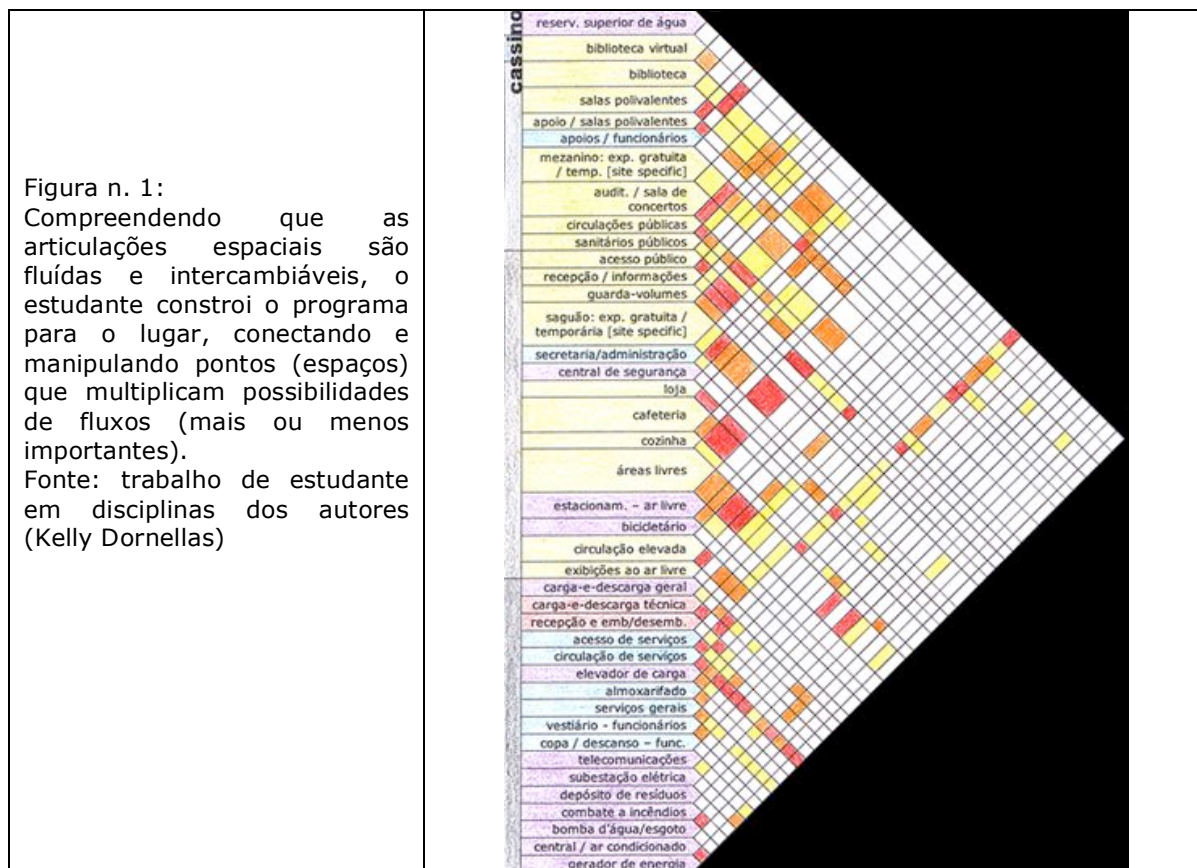 Figura n. 1:
Compreendendo que as
articulações espaciais são
fluídas e intercambiáveis, o
estudante constroi o programa
para o lugar, conectando e
manipulando pontos (espaços)
que multiplicam possibilidades
de fluxos (mais ou menos
importantes).
Fonte: trabalho de estudante
em disciplinas dos autores
(Kelly Dornellas)
cassino
reserv. superior de água
biblioteca virtual
biblioteca
salas polivalentes
apoio / salas polivalentes
apoios / funcionários
mezanino: exp. gratuita
/ temp. [site specific]
audit. / sala de
concertos
circulações públicas
sanitários públicos
acesso público
recepção / informações
guarda-volumes
saguão: exp. gratuita /
temporária [site specific]
secretaria/administração
central de segurança
loja
cafeteria
cozinha
áreas livres
estacionam. – ar livre
bicicletário
circulação elevada
exibições ao ar livre
carga-e-descarga geral
carga-e-descarga técnica
recepção e emb/desemb.
acesso de serviços
circulação de serviços
elevador de carga
almoxarifado
serviços gerais
vestiário - funcionários
copa / descanso – func.
telecomunicações
subestação elétrica
depósito de resíduos
combate a incêndios
bomba d'água/esgoto
central / ar condicionado
gerador de energia